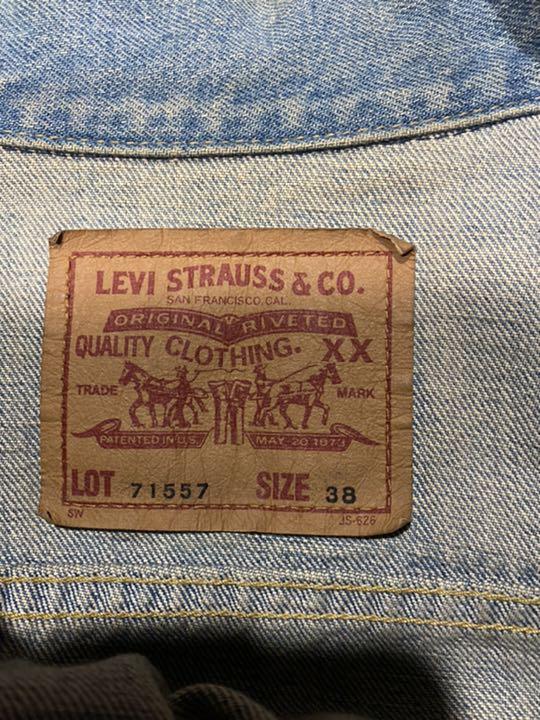 LEVI STRAUSS & CO.
SAN FRANCISCO, CAL.
ORIGINAL RIVETED
QUALITY CLOTHING. XX
TRADE MARK
PATENTED IN U.S. MAY 20 1873
LOT 71557 SIZE 38
SW JS-626